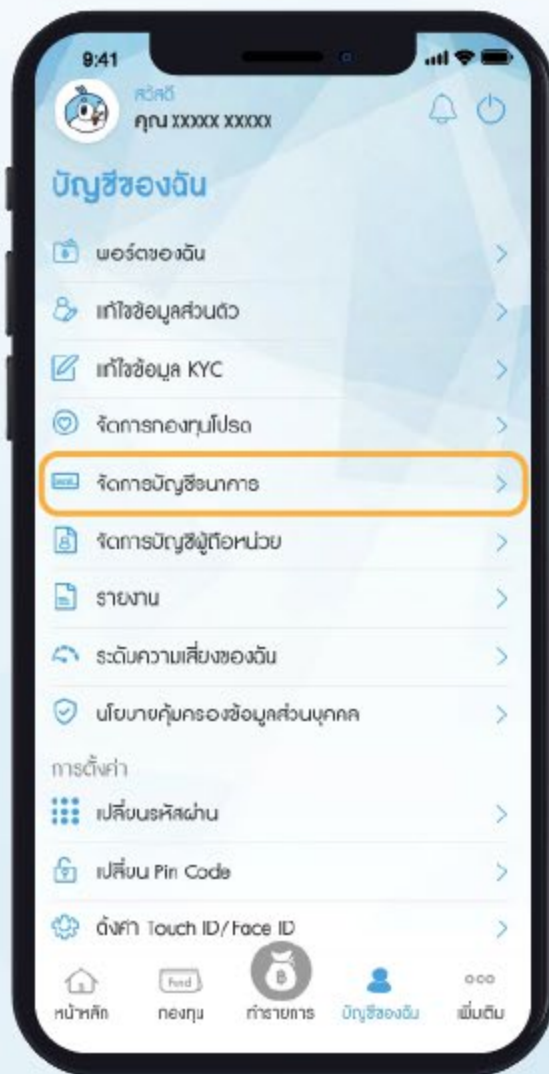 9:41
สวัสดี
คุณ XXXXX XXXXX
บัญชีของฉัน
พอร์ตของฉัน
แก้ไขข้อมูลส่วนตัว
แก้ไขข้อมูล KYC
จัดการกองทุนโปรด
จัดการบัญชีธนาคาร
จัดการบัญชีผู้ถือหน่วย
รายงาน
ระดับความเสี่ยงของฉัน
นโยบายคุ้มครองข้อมูลส่วนบุคคล
การตั้งค่า
เปลี่ยนรหัสผ่าน
เปลี่ยน Pin Code
ตั้งค่า Touch ID/Face ID
Fund
฿
หน้าหลัก กองทุน ทำรายการ บัญชีของฉัน เพิ่มเติม